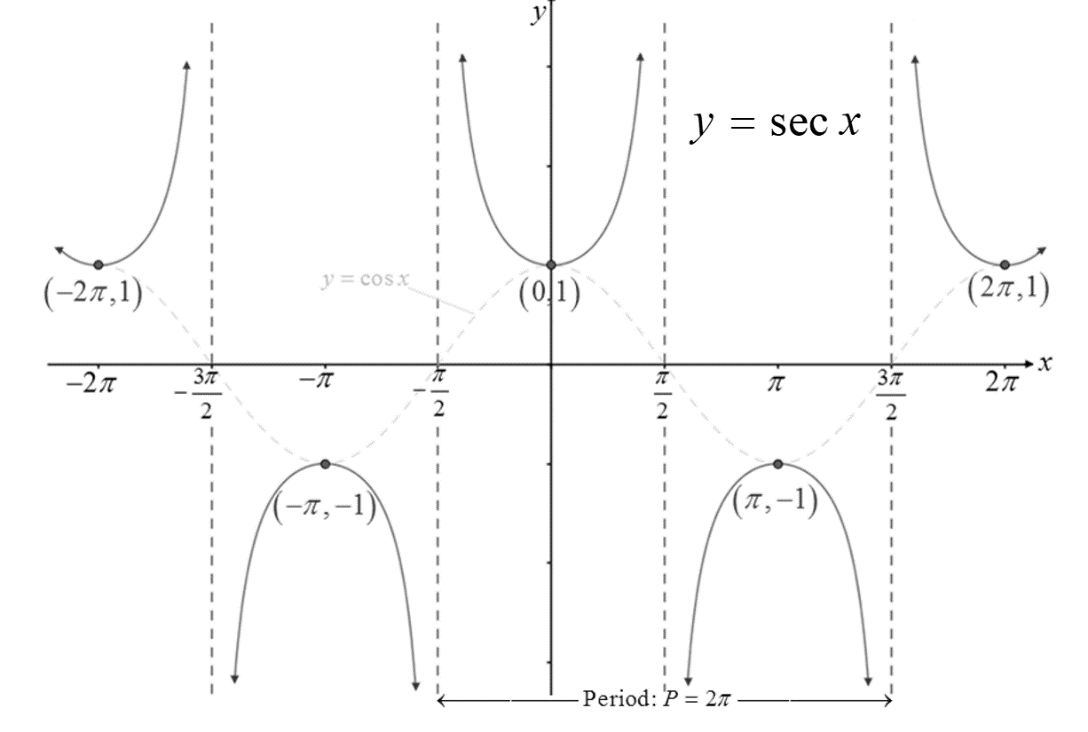 y
y = sec x
y = cos x
(−2π,1)
(0,1)
(2π,1)
x
−2π
−3π/2
−π
−π/2
π/2
π
3π/2
2π
(−π,−1)
(π,−1)
Period: P = 2π